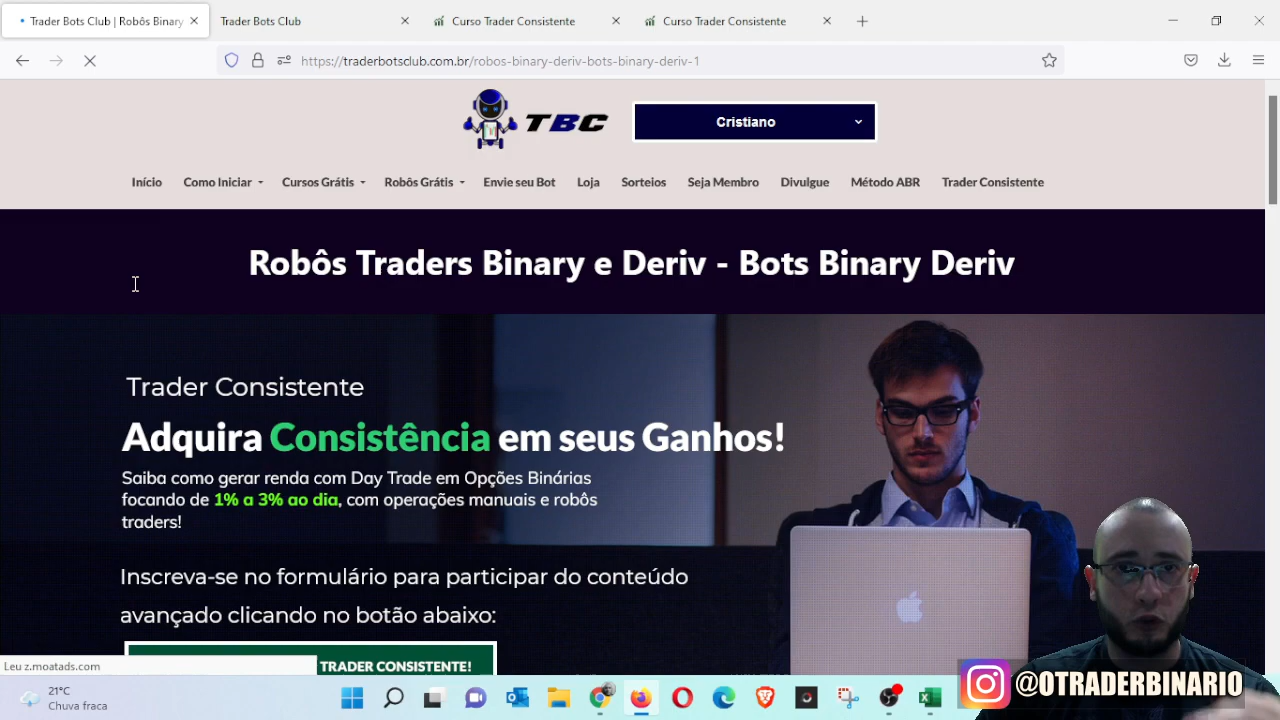 Trader Bots Club | Robôs Binary
Trader Bots Club
Curso Trader Consistente
Curso Trader Consistente
https://traderbotsclub.com.br/robos-binary-deriv-bots-binary-deriv-1
TBC
Cristiano
Início
Como Iniciar
Cursos Grátis
Robôs Grátis
Envie seu Bot
Loja
Sorteios
Seja Membro
Divulgue
Método ABR
Trader Consistente
Robôs Traders Binary e Deriv - Bots Binary Deriv
Trader Consistente
Adquira Consistência em seus Ganhos!
Saiba como gerar renda com Day Trade em Opções Binárias
focando de 1% a 3% ao dia, com operações manuais e robôs
traders!
Inscreva-se no formulário para participar do conteúdo
avançado clicando no botão abaixo:
TRADER CONSISTENTE!
Leu z.moatads.com
21°C
Chuva fraca
@OTRADERBINARIO